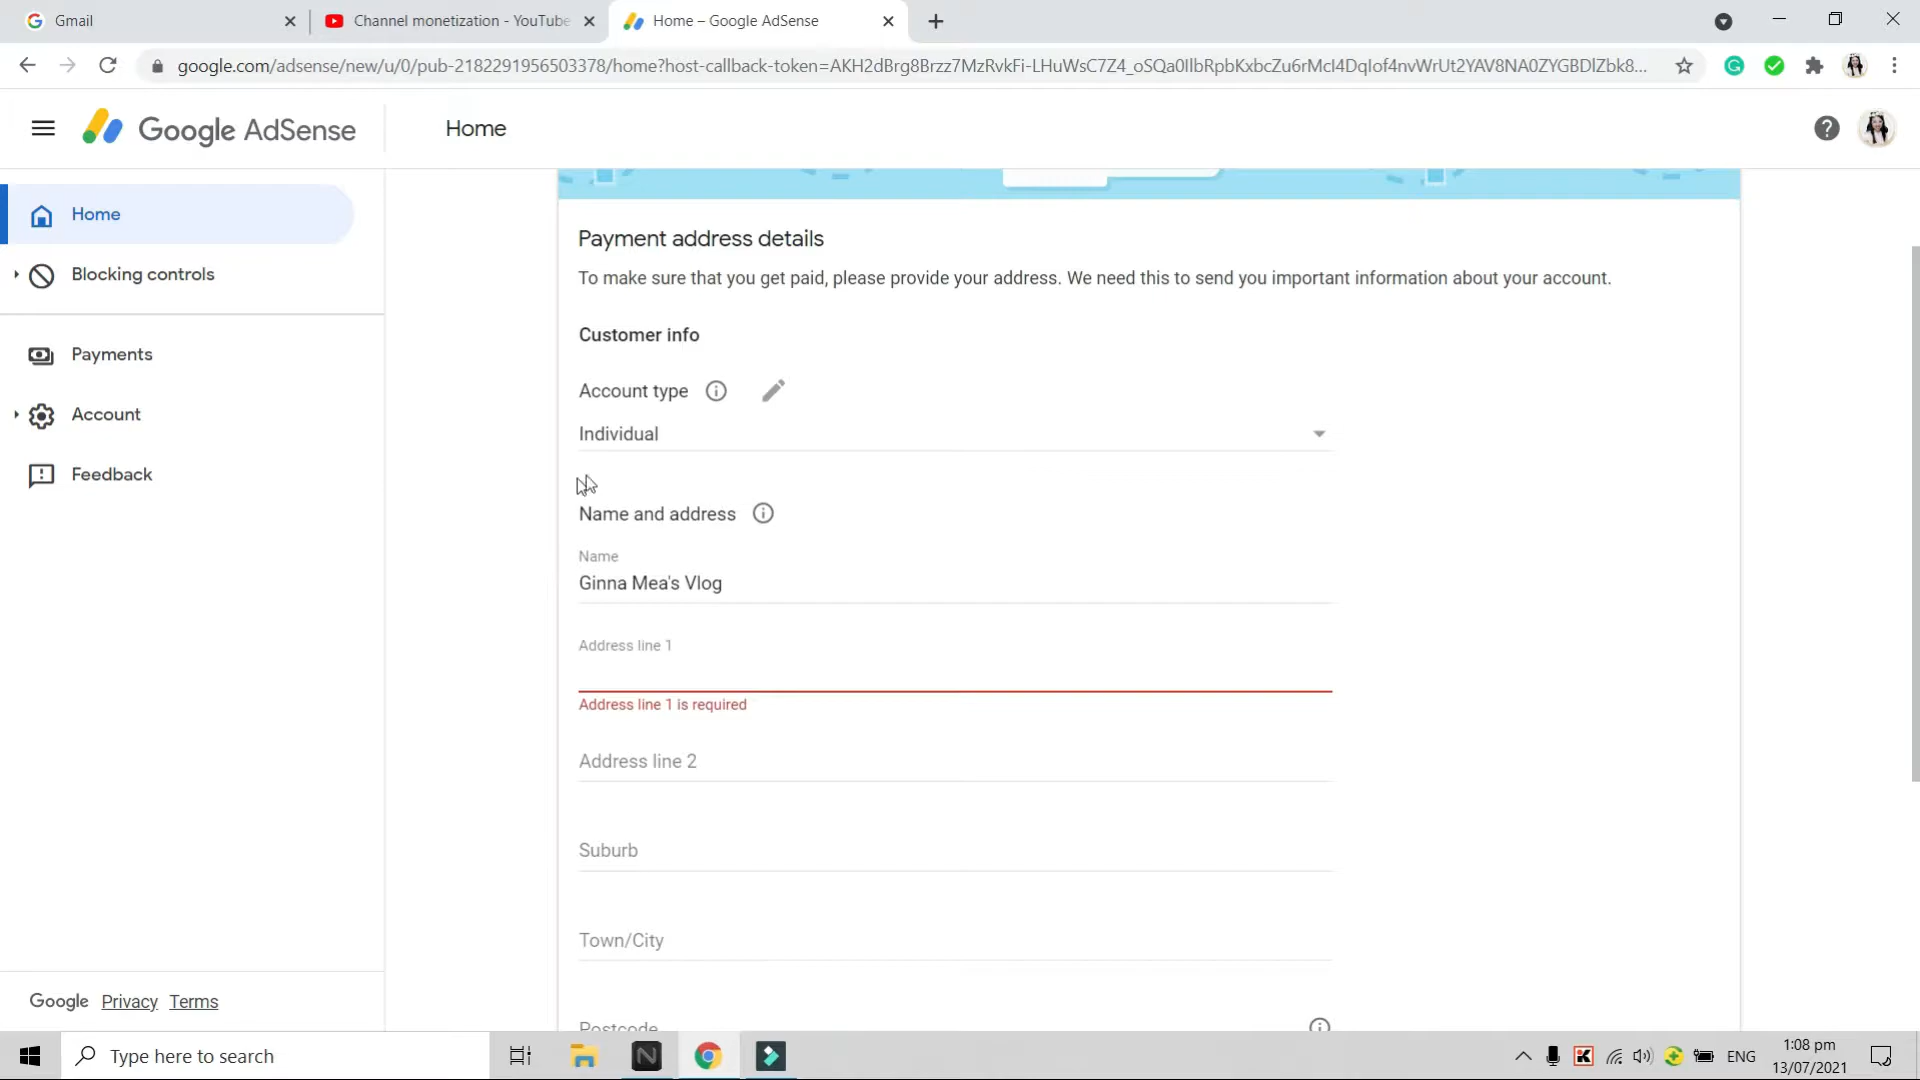 Gmail
Channel monetization - YouTube
Home – Google AdSense
google.com/adsense/new/u/0/pub-2182291956503378/home?host-callback-token=AKH2dBrg8Brzz7MzRvkFi-LHuWsC7Z4_oSQa0IlbRpbKxbcZu6rMcI4DqIof4nvWrUt2YAV8NA0ZYGBDlZbk8...
Google AdSense
Home
Home
Blocking controls
Payments
Account
Feedback
Payment address details
To make sure that you get paid, please provide your address. We need this to send you important information about your account.
Customer info
Account type
Individual
Name and address
Name
Ginna Mea's Vlog
Address line 1
Address line 1 is required
Address line 2
Suburb
Town/City
Postcode
Google Privacy Terms
Type here to search
ENG
1:08 pm
13/07/2021